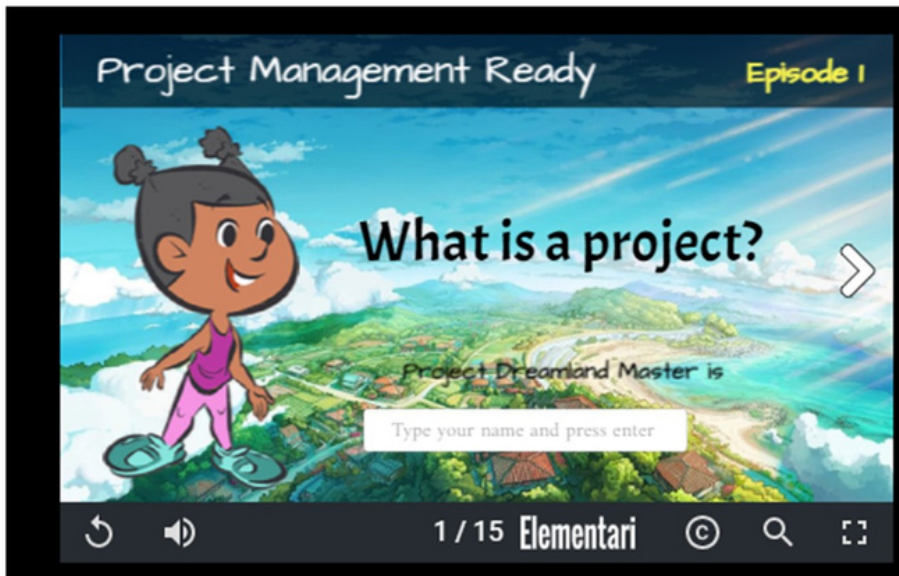 Project Management Ready
Episode 1
What is a project?
Project Dreamland Master is
Type your name and press enter
1 / 15 Elementari
©